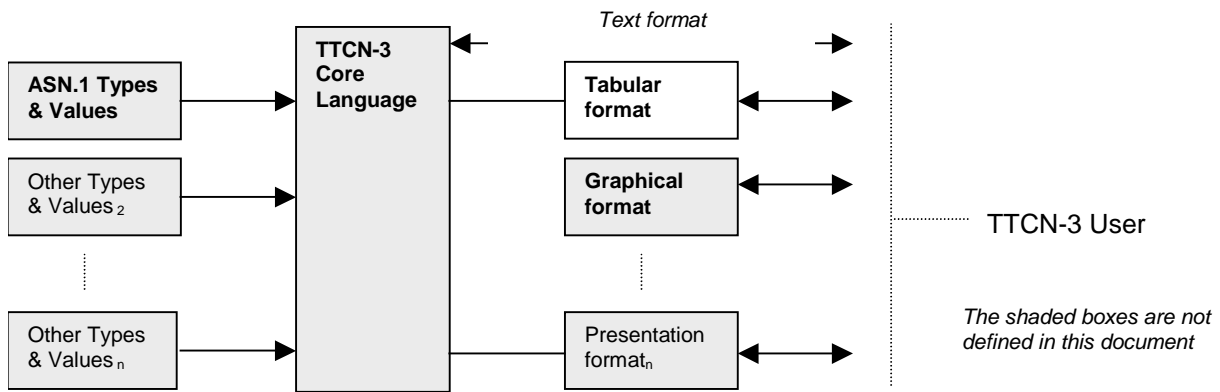 Text format
TTCN-3
Core
Language
ASN.1 Types
& Values
Tabular
format
Other Types
& Values 2
Graphical
format
TTCN-3 User
Other Types
& Values n
Presentation
formatn
The shaded boxes are not
defined in this document